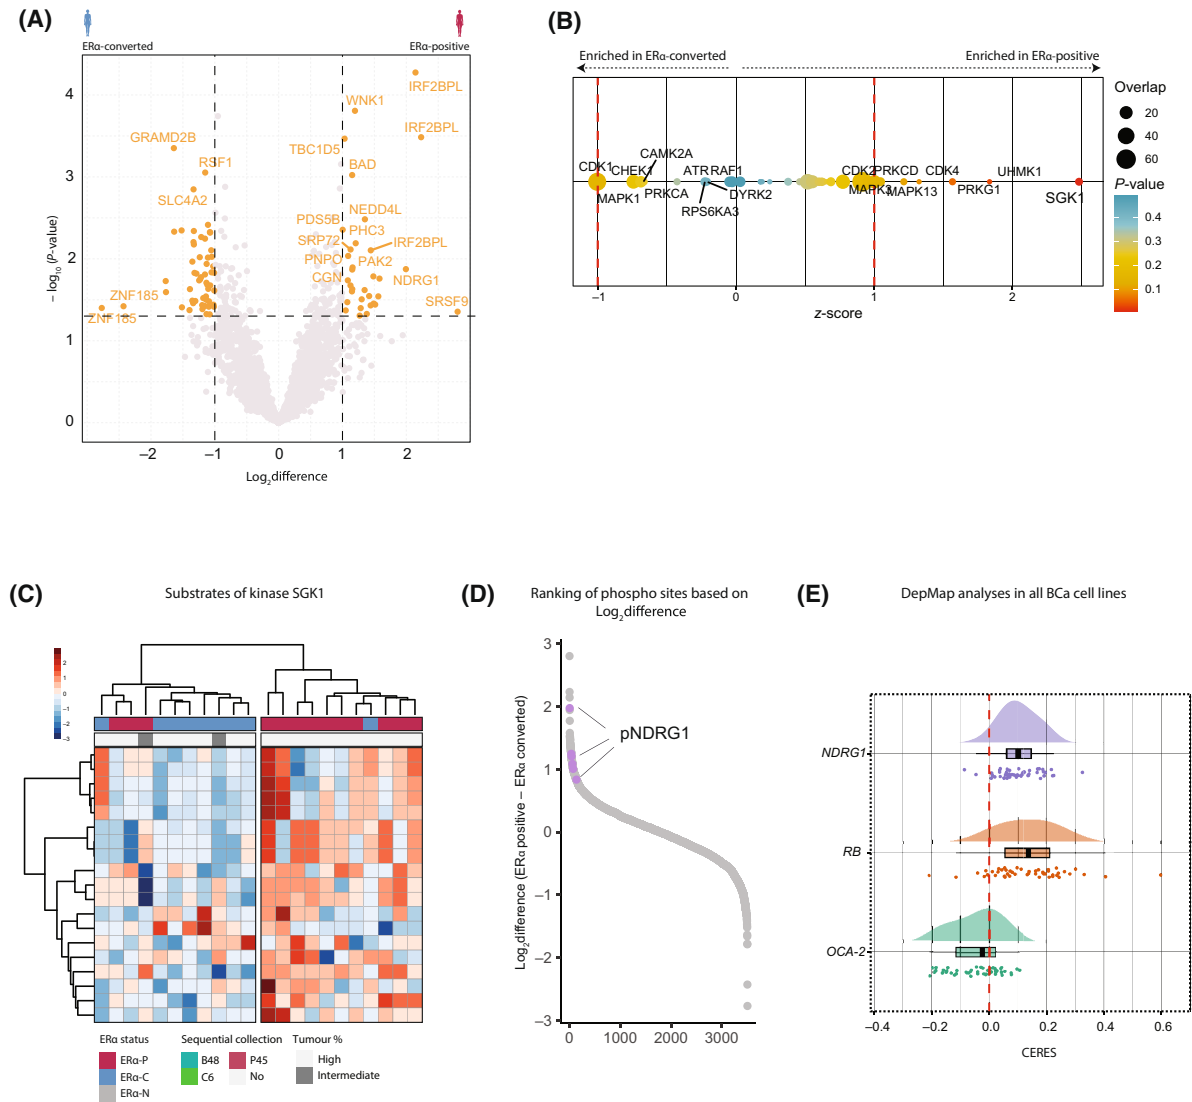 (A)
ERα-converted
ERα-positive
IRF2BPL
WNK1
IRF2BPL
GRAMD2B
TBC1D5
RSF1
BAD
SLC4A2
NEDD4L
PDS5B
PHC3
SRP72
IRF2BPL
PNPO
PAK2
CGN
NDRG1
ZNF185
SRSF9
ZNF185
4
3
2
1
0
− log10 (P-value)
−2
−1
0
1
2
Log2difference
(B)
Enriched in ERα-converted
Enriched in ERα-positive
CAMK2A
CDK1
CHEK1
ATR
RAF1
CDK2
PRKCD
CDK4
UHMK1
MAPK1
PRKCA
DYRK2
MAPK3
MAPK13
PRKG1
SGK1
RPS6KA3
−1
0
1
2
z-score
Overlap
20
40
60
P-value
0.4
0.3
0.2
0.1
(C)
Substrates of kinase SGK1
2
1
0
−1
−2
−3
ERα status
ERα-P
ERα-C
ERα-N
Sequential collection
B48
P45
C6
No
Tumour %
High
Intermediate
(D)
Ranking of phospho sites based on
Log2difference
Log2difference (ERα positive − ERα converted)
3
2
1
0
−1
−2
−3
pNDRG1
0
1000
2000
3000
(E)
DepMap analyses in all BCa cell lines
NDRG1
RB
OCA-2
−0.4
−0.2
0.0
0.2
0.4
0.6
CERES